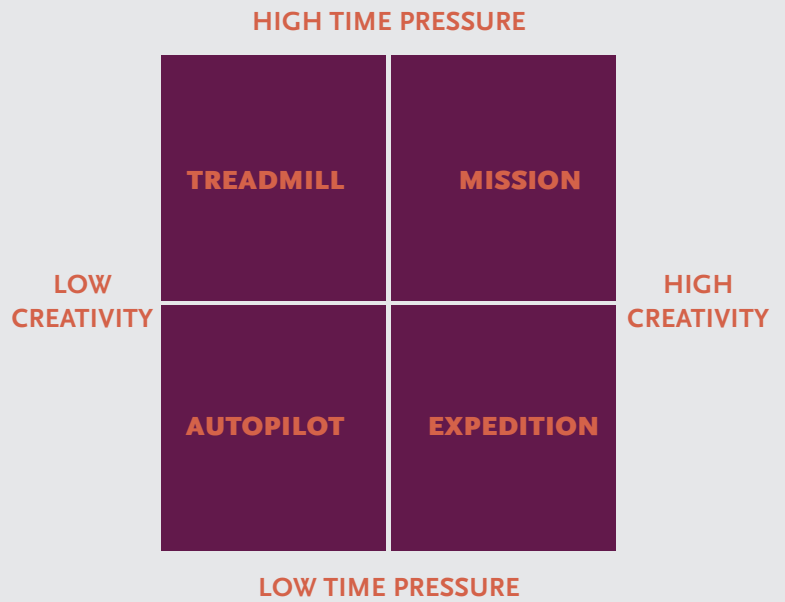 HIGH TIME PRESSURE
TREADMILL
MISSION
LOW
CREATIVITY
HIGH
CREATIVITY
AUTOPILOT
EXPEDITION
LOW TIME PRESSURE